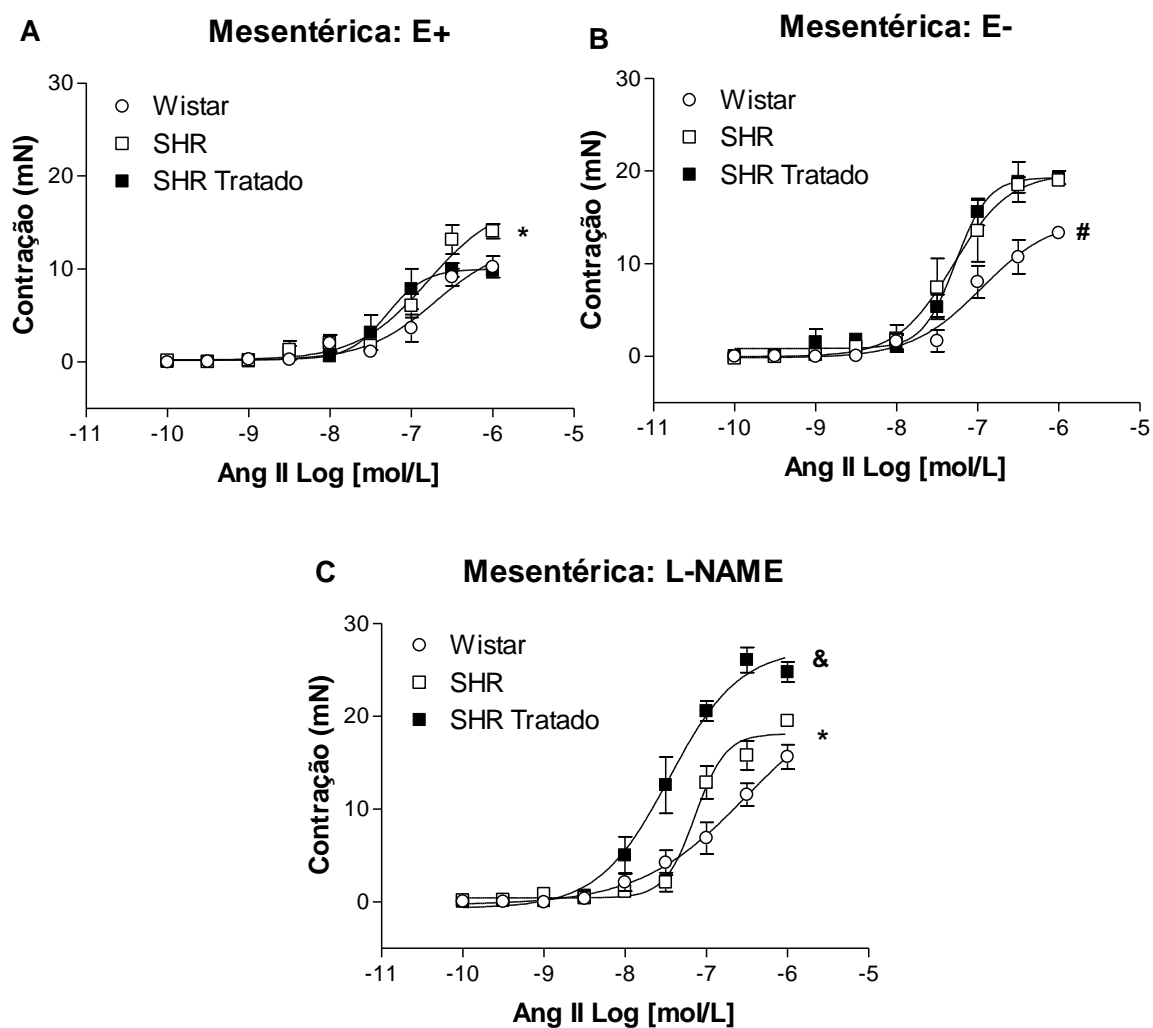 A
Mesentérica: E+
30
20
10
0
Contração (mN)
Wistar
SHR
SHR Tratado
*
-11 -10 -9 -8 -7 -6 -5
Ang II Log [mol/L]
B
Mesentérica: E-
30
20
10
0
Contração (mN)
Wistar
SHR
SHR Tratado
#
-11 -10 -9 -8 -7 -6 -5
Ang II Log [mol/L]
C
Mesentérica: L-NAME
30
20
10
0
Contração (mN)
Wistar
SHR
SHR Tratado
&
*
-11 -10 -9 -8 -7 -6 -5
Ang II Log [mol/L]